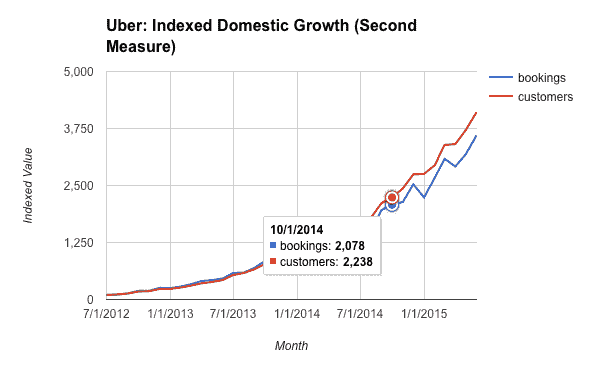 Uber: Indexed Domestic Growth (Second
Measure)
5,000
3,750
2,500
1,250
0
Indexed Value
bookings
customers
10/1/2014
bookings: 2,078
customers: 2,238
7/1/2012 1/1/2013 7/1/2013 1/1/2014 7/1/2014 1/1/2015
Month